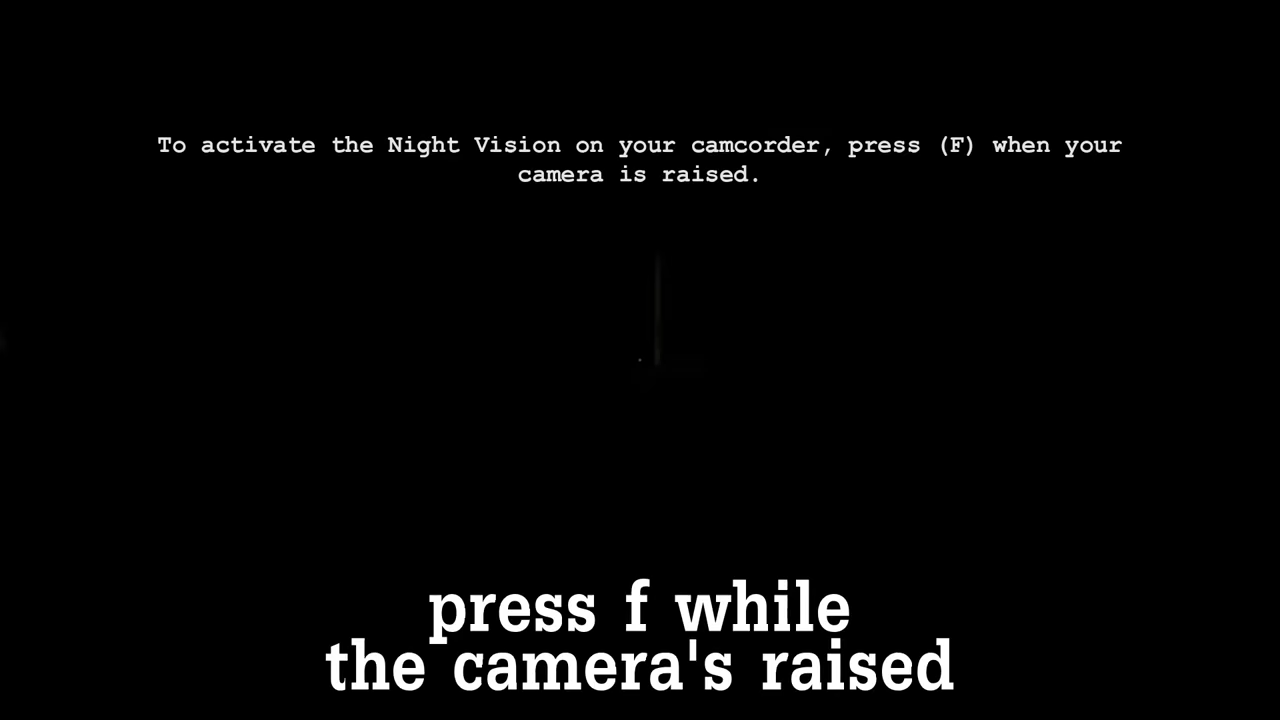 To activate the Night Vision on your camcorder, press (F) when your
camera is raised.
press f while
the camera's raised